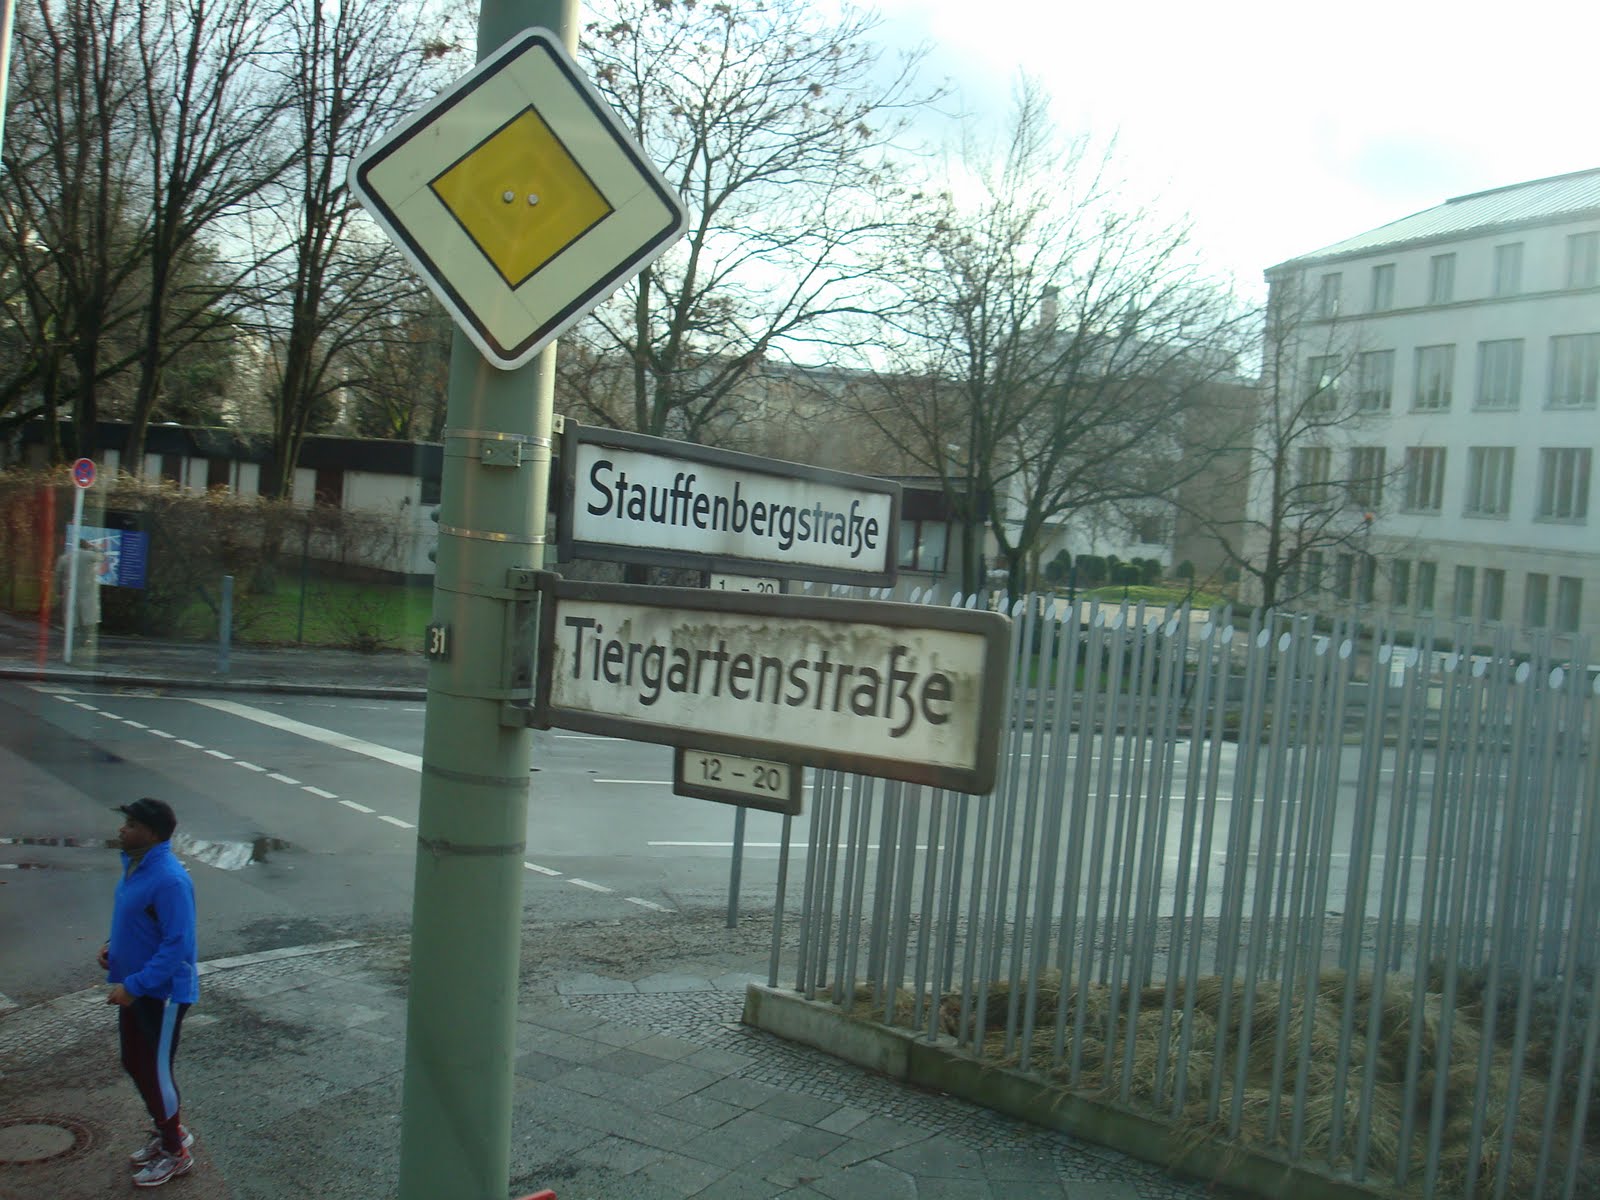 Stauffenbergstraße
1 – 20
Tiergartenstraße
31
12 – 20